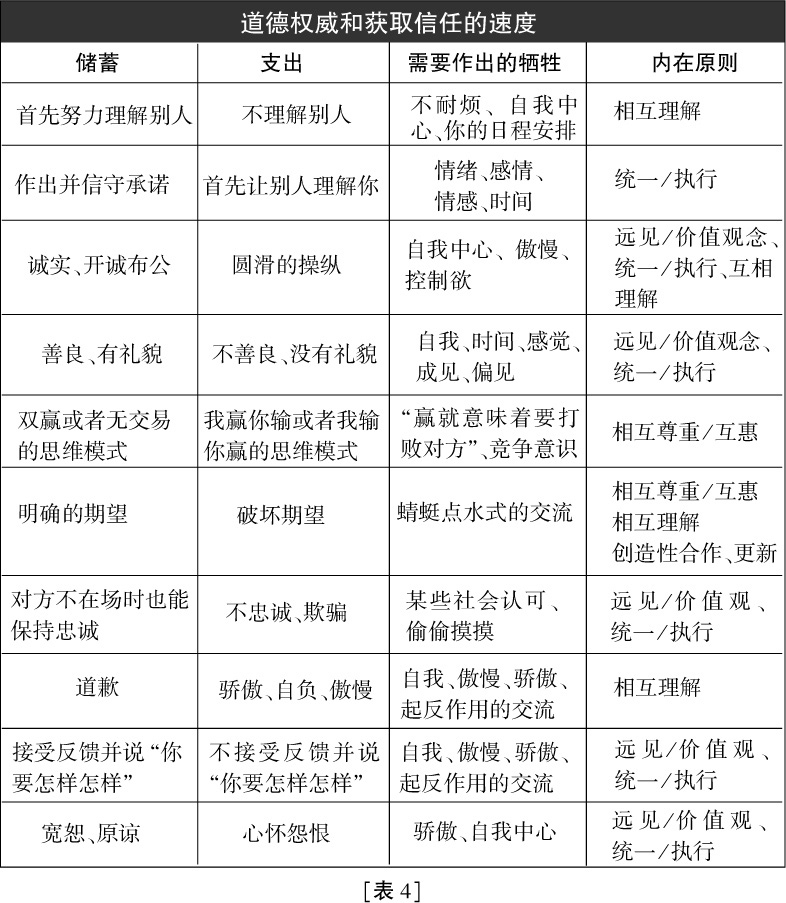 道德权威和获取信任的速度
储蓄 支出 需要作出的牺牲 内在原则
首先努力理解别人 不理解别人 不耐烦、自我中
心、你的日程安排 相互理解
作出并信守承诺 首先让别人理解你 情绪、感情、
情感、时间 统一/执行
诚实、开诚布公 圆滑的操纵 自我中心、傲慢、
控制欲 远见/价值观念、
统一/执行、互相
理解
善良、有礼貌 不善良、没有礼貌 自我、时间、感觉、
成见、偏见 远见/价值观念、
统一/执行
双赢或者无交易
的思维模式 我赢你输或者我输
你赢的思维模式 “赢就意味着要打
败对方”、竞争意识 相互尊重/互惠
明确的期望 破坏期望 蜻蜓点水式的交流 相互尊重/互惠
相互理解
创造性合作、更新
对方不在场时也能
保持忠诚 不忠诚、欺骗 某些社会认可、
偷偷摸摸 远见/价值观、
统一/执行
道歉 骄傲、自负、傲慢 自我、傲慢、骄傲、
起反作用的交流 相互理解
接受反馈并说“你
要怎样怎样” 不接受反馈并说
“你要怎样怎样” 自我、傲慢、骄傲、
起反作用的交流 远见/价值观、
统一/执行
宽恕、原谅 心怀怨恨 骄傲、自我中心 远见/价值观、
统一/执行
[表4]